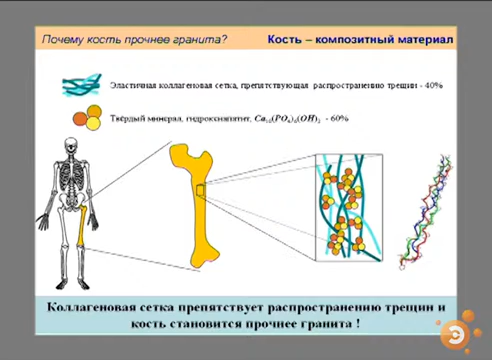 Почему кость прочнее гранита? Кость – композитный материал
Эластичная коллагеновая сетка, препятствующая распространению трещин - 40%
Твёрдый минерал, гидроксиапатит, Ca₁₀(PO₄)₆(OH)₂ - 60%
Коллагеновая сетка препятствует распространению трещин и
кость становится прочнее гранита !
Э